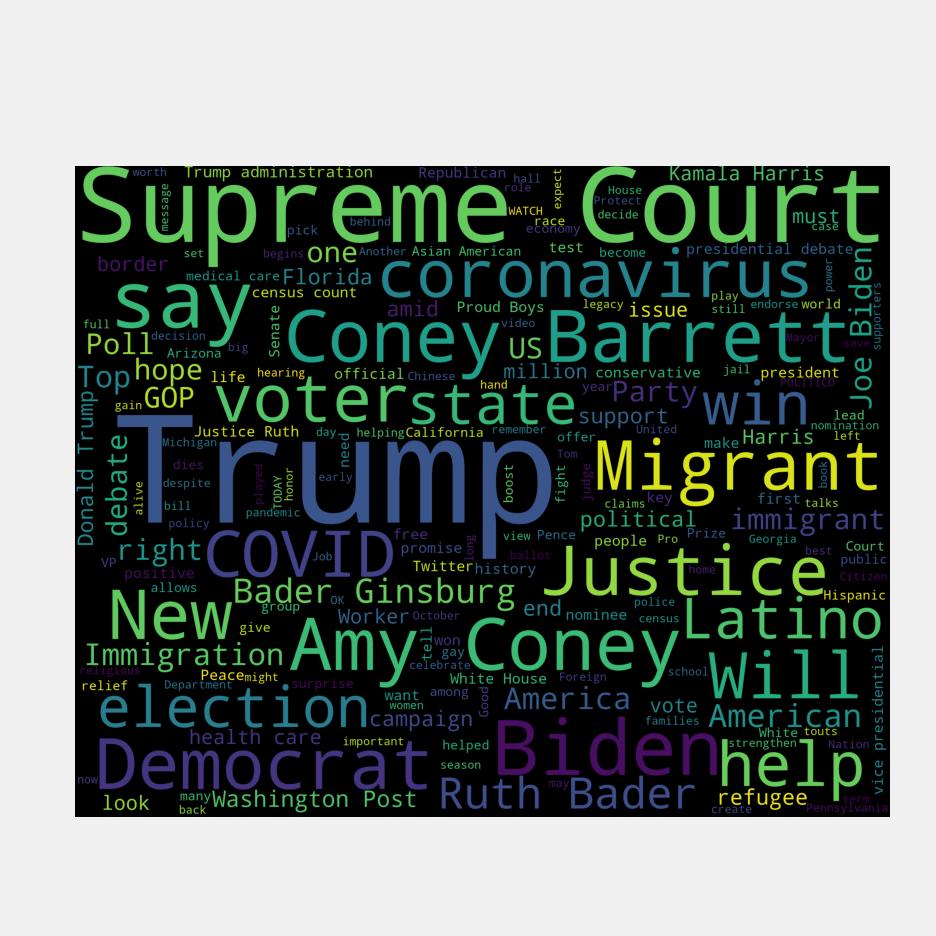 worth
Trump administration
Republican
hall
role
expect
Kamala Harris
House
Protect
decide
must
case
message
Supreme Court
WATCH
race
economy
pick
behind
set
begins
one
Another
Asian American
test
become
presidential debate
border
medical care
Florida
coronavirus
power
Joe Biden
supporters
say
census count
amid
Proud Boys
legacy
issue
play
still
endorse
world
full
decision
Senate
Coney Barrett
video
Mayor
save
Poll
Arizona
big
US
Top
hope
life
hearing
official
Chinese
million
conservative
jail
president
POLITICO
gain
GOP
voter
hand
state
year
Party
win
lead
nomination
left
support
Donald Trump
debate
Justice Ruth
Michigan
day
need
helping
California
remember
offer
United
make
Harris
Trump
dies
despite
alive
bill
policy
played
TODAY
honor
early
pandemic
boost
fight
Tom
judge
Migrant
book
claims
key
first
talks
political
immigrant
VP
right
COVID
free
promise
long
view
Pence
people
Pro
Prize
Georgia
best
Court
public
positive
allows
Job
Twitter
history
ballot
Justice
home
Citizen
Hispanic
New
Bader Ginsburg
group
OK
give
Worker
October
end
nominee
police
census
Latino
Immigration
Amy Coney
tell
won
gay
celebrate
religious
relief
Peace
might
Department
surprise
White House
Foreign
school
Will
election
want
women
among
Good
America
vote
families
American
vice presidential
health care
campaign
important
helped
season
White
touts
strengthen
Nation
Democrat
Biden
may
help
now
look
many
back
Washington Post
Ruth Bader
refugee
create
term
Pennsylvania